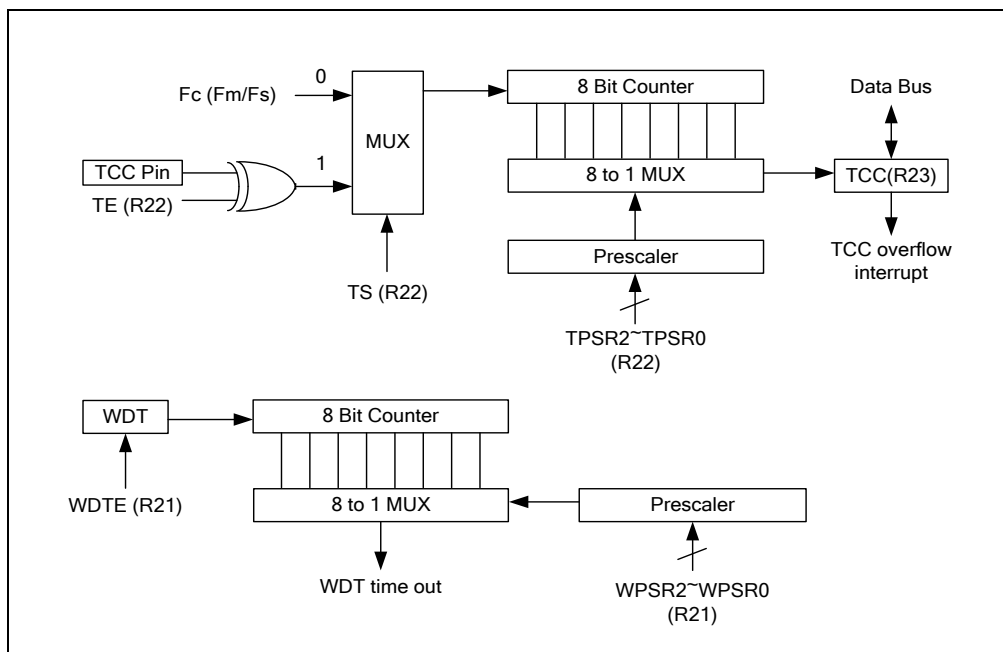 0
Fc (Fm/Fs)
MUX
8 Bit Counter
Data Bus
1
TCC Pin
TE (R22)
8 to 1 MUX
TCC(R23)
Prescaler
TCC overflow
interrupt
TS (R22)
TPSR2~TPSR0
(R22)
WDT
8 Bit Counter
WDTE (R21)
8 to 1 MUX
Prescaler
WDT time out
WPSR2~WPSR0
(R21)